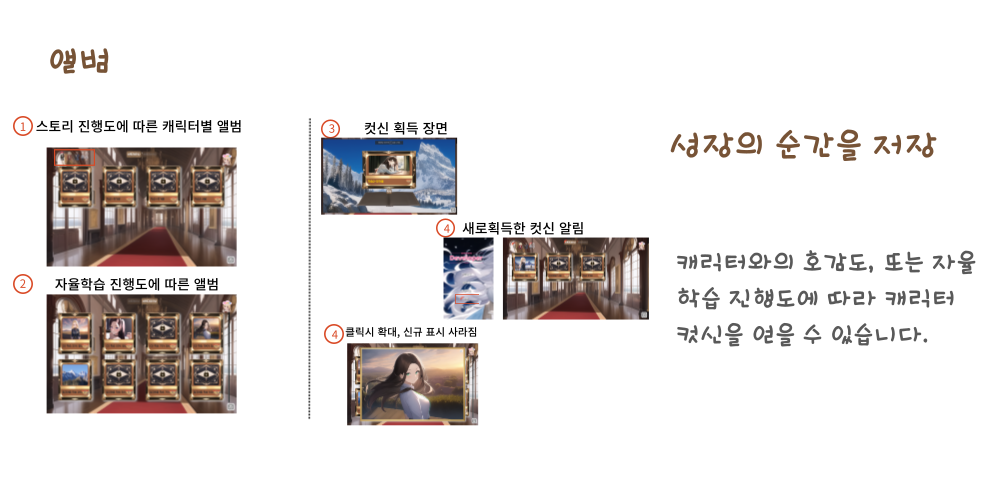 앨범
1 스토리 진행도에 따른 캐릭터별 앨범
2 자율학습 진행도에 따른 앨범
3 컷신 획득 장면
4 새로획득한 컷신 알림
4 클릭시 확대, 신규 표시 사라짐
성장의 순간을 저장
캐릭터와의 호감도, 또는 자율
학습 진행도에 따라 캐릭터
컷신을 얻을 수 있습니다.